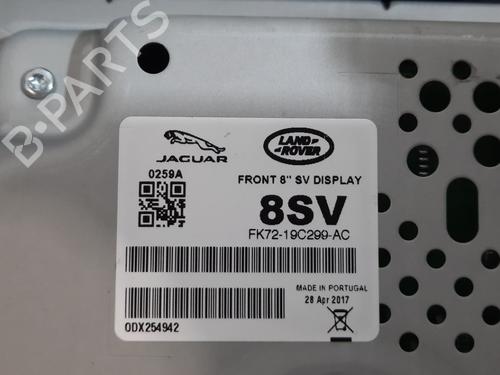 B-PARTS
JAGUAR
LAND ROVER
0259A
FRONT 8" SV DISPLAY
8SV
FK72-19C299-AC
MADE IN PORTUGAL
28 Apr 2017
ODX254942